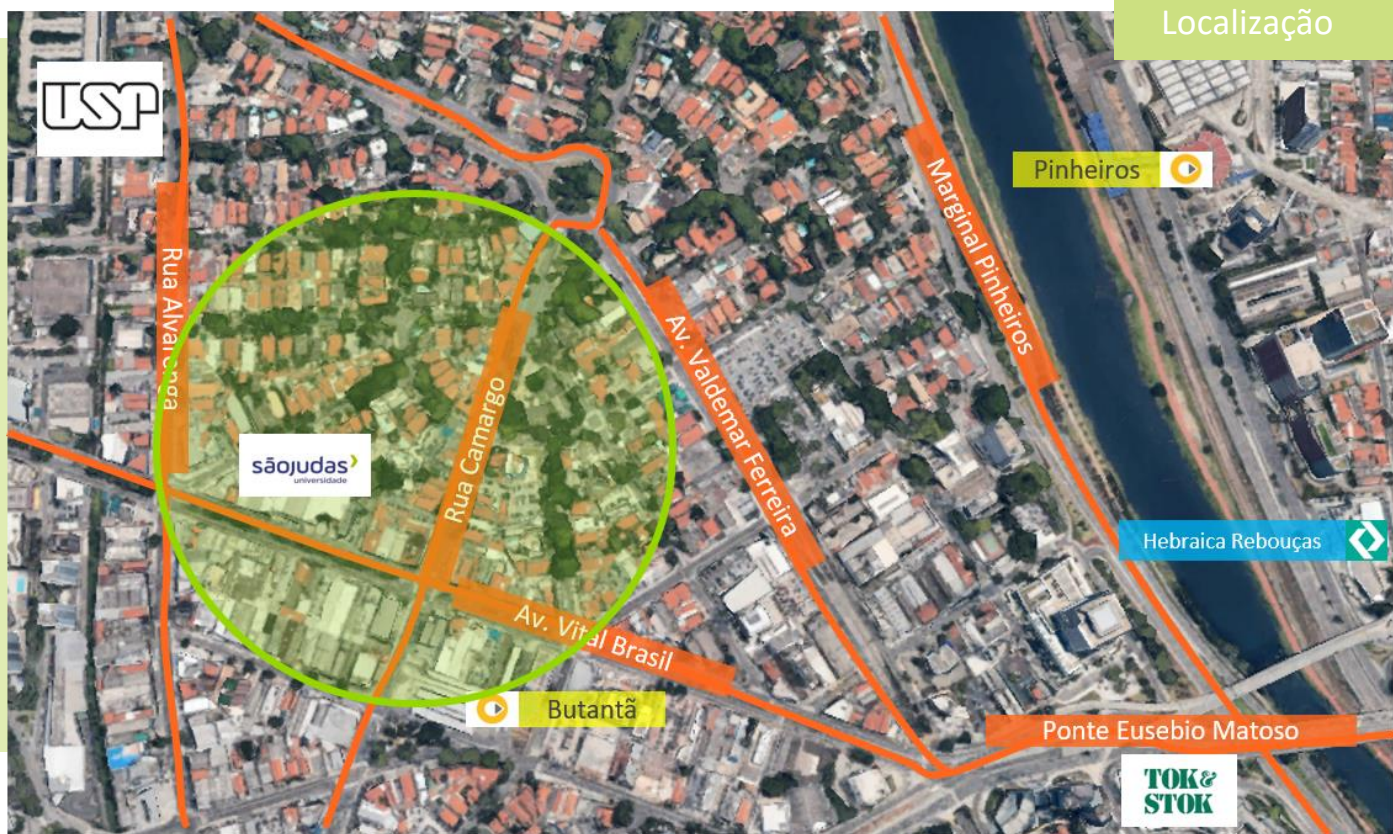 Localização
USP
Pinheiros
Marginal Pinheiros
Rua Alvarenga
Av. Valdemar Ferreira
Rua Camargo
sãojudas
universidade
Hebraica Rebouças
Av. Vital Brasil
Butantã
Ponte Eusebio Matoso
TOK&
STOK